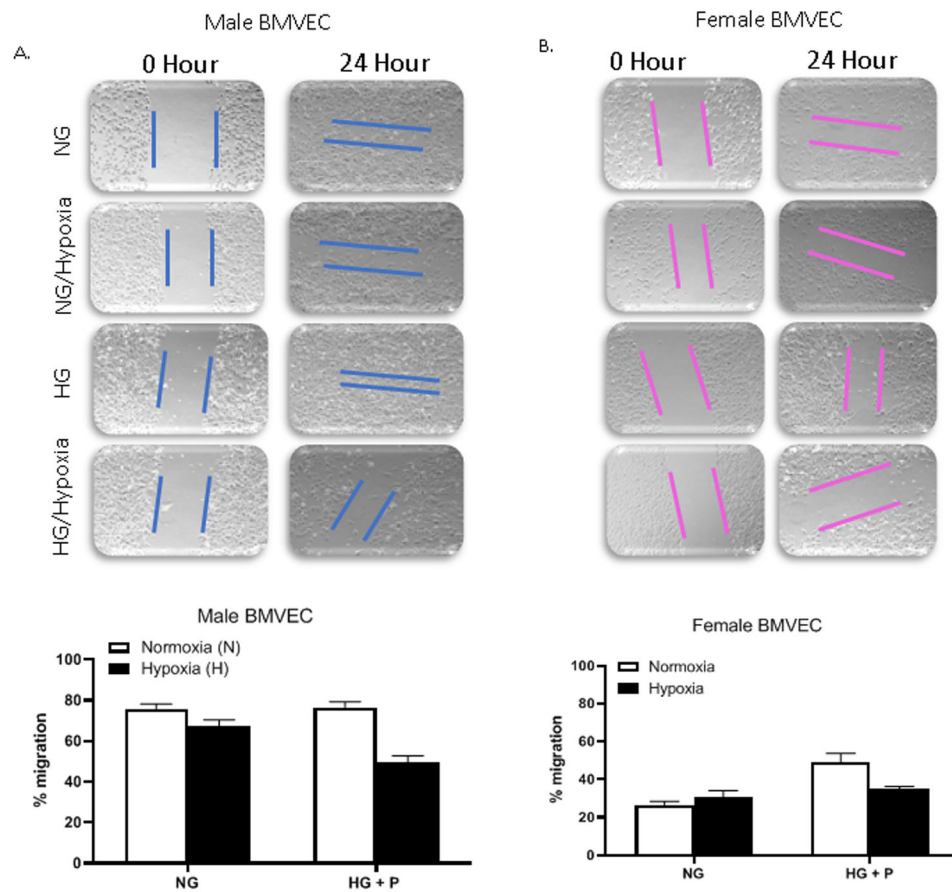 Male BMVEC
A.
0 Hour
24 Hour
NG
NG/Hypoxia
HG
HG/Hypoxia
Female BMVEC
B.
0 Hour
24 Hour
Male BMVEC
Normoxia (N)
Hypoxia (H)
% migration
100
80
60
40
20
0
NG
HG + P
Female BMVEC
Normoxia
Hypoxia
% migration
100
80
60
40
20
0
NG
HG + P